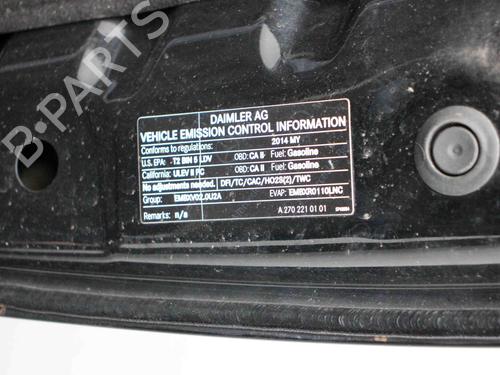 B-PARTS
DAIMLER AG
VEHICLE EMISSION CONTROL INFORMATION
Conforms to regulations: 2014 MY
U.S. EPA: T2 BIN 5 LDV OBD: CA II Fuel: Gasoline
California: ULEV II PC OBD: CA II Fuel: Gasoline
No adjustments needed. DFI/TC/CAC/HO2S(2)/TWC
Group: EMBXV02.0U2A EVAP: EMBXR0110LNC
Remarks: n/a A 270 221 01 01